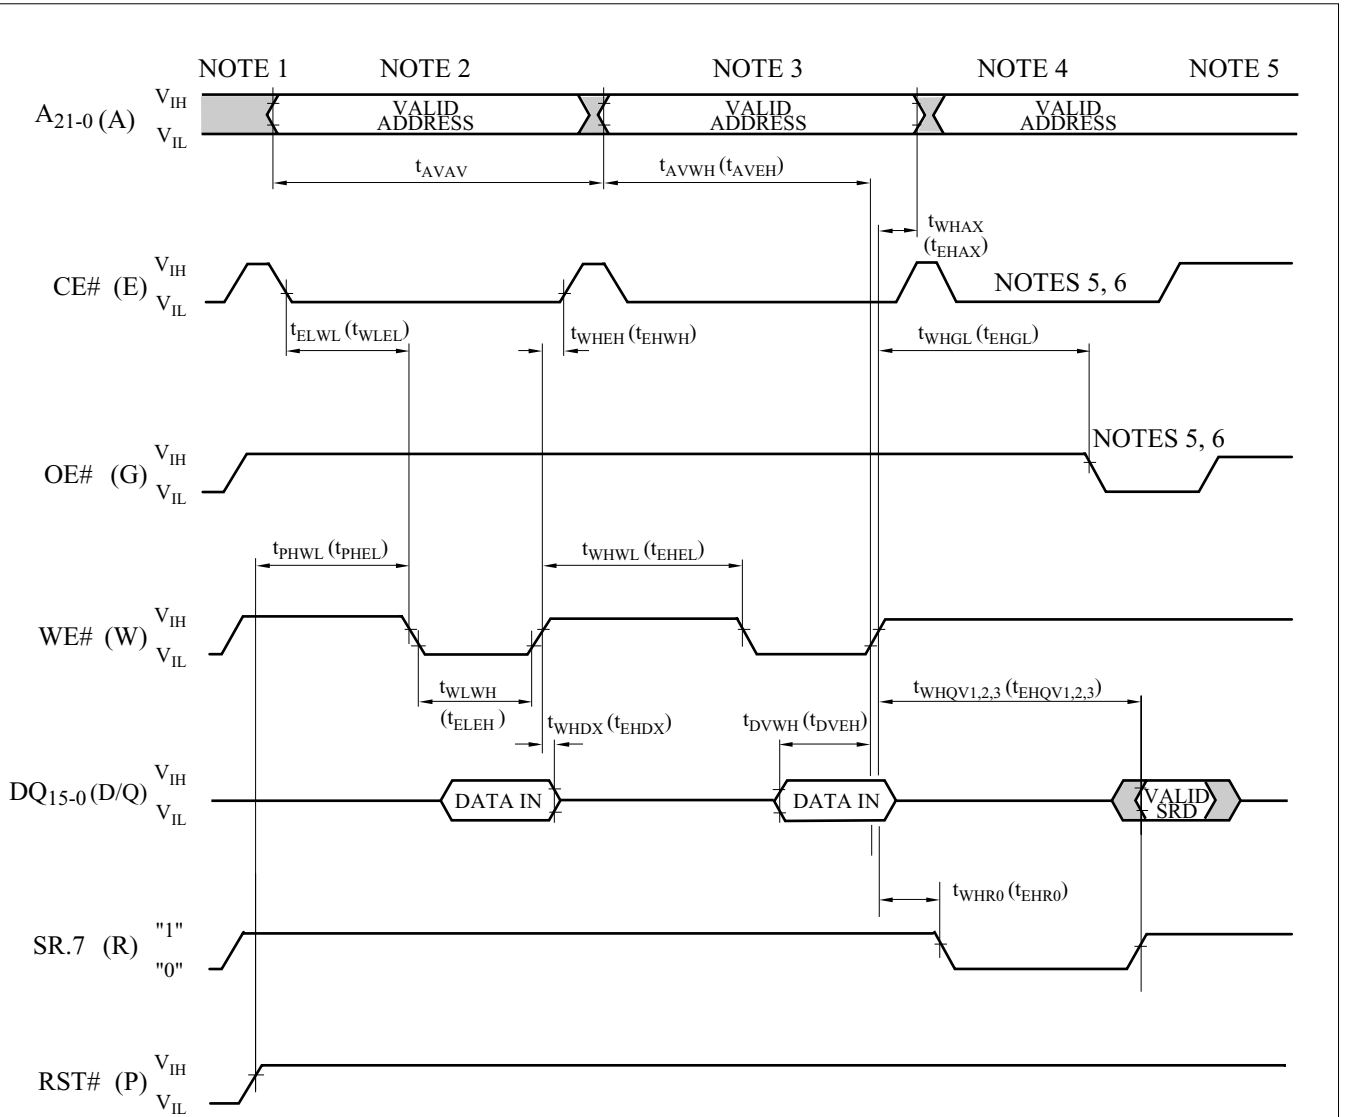 NOTE 1 NOTE 2 NOTE 3 NOTE 4 NOTE 5
A21-0 (A) VIH VALID ADDRESS VALID ADDRESS VALID ADDRESS
VIL
tAVAV tAVWH (tAVEH)
tWHAX
(tEHAX)
CE# (E) VIH NOTES 5, 6
VIL
tELWL (tWLEL) tWHEH (tEHWH) tWHGL (tEHGL)
NOTES 5, 6
OE# (G) VIH
VIL
tPHWL (tPHEL) tWHWL (tEHEL)
WE# (W) VIH
VIL
tWLWH tWHQV1,2,3 (tEHQV1,2,3)
(tELEH ) tWHDX (tEHDX) tDVWH (tDVEH)
DQ15-0 (D/Q) VIH DATA IN DATA IN VALID SRD
VIL
tWHR0 (tEHR0)
SR.7 (R) "1"
"0"
RST# (P) VIH
VIL